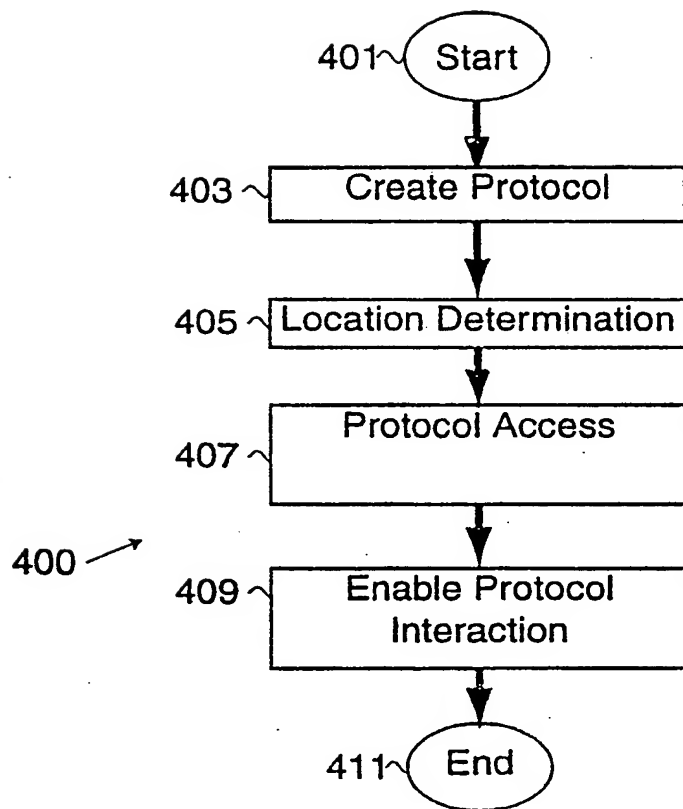 401 Start
403 Create Protocol
405 Location Determination
407 Protocol Access
400
409 Enable Protocol
Interaction
411 End